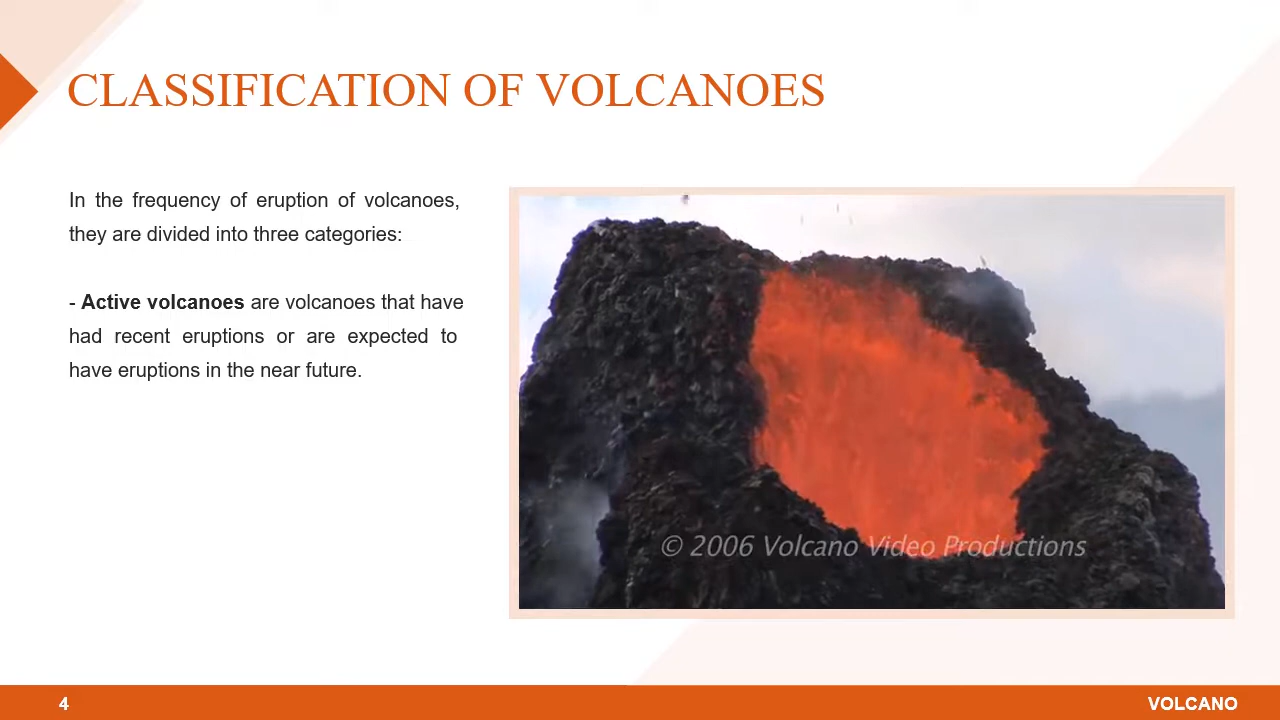 CLASSIFICATION OF VOLCANOES
In the frequency of eruption of volcanoes,
they are divided into three categories:
- Active volcanoes are volcanoes that have
had recent eruptions or are expected to
have eruptions in the near future.
© 2006 Volcano Video Productions
4
VOLCANO